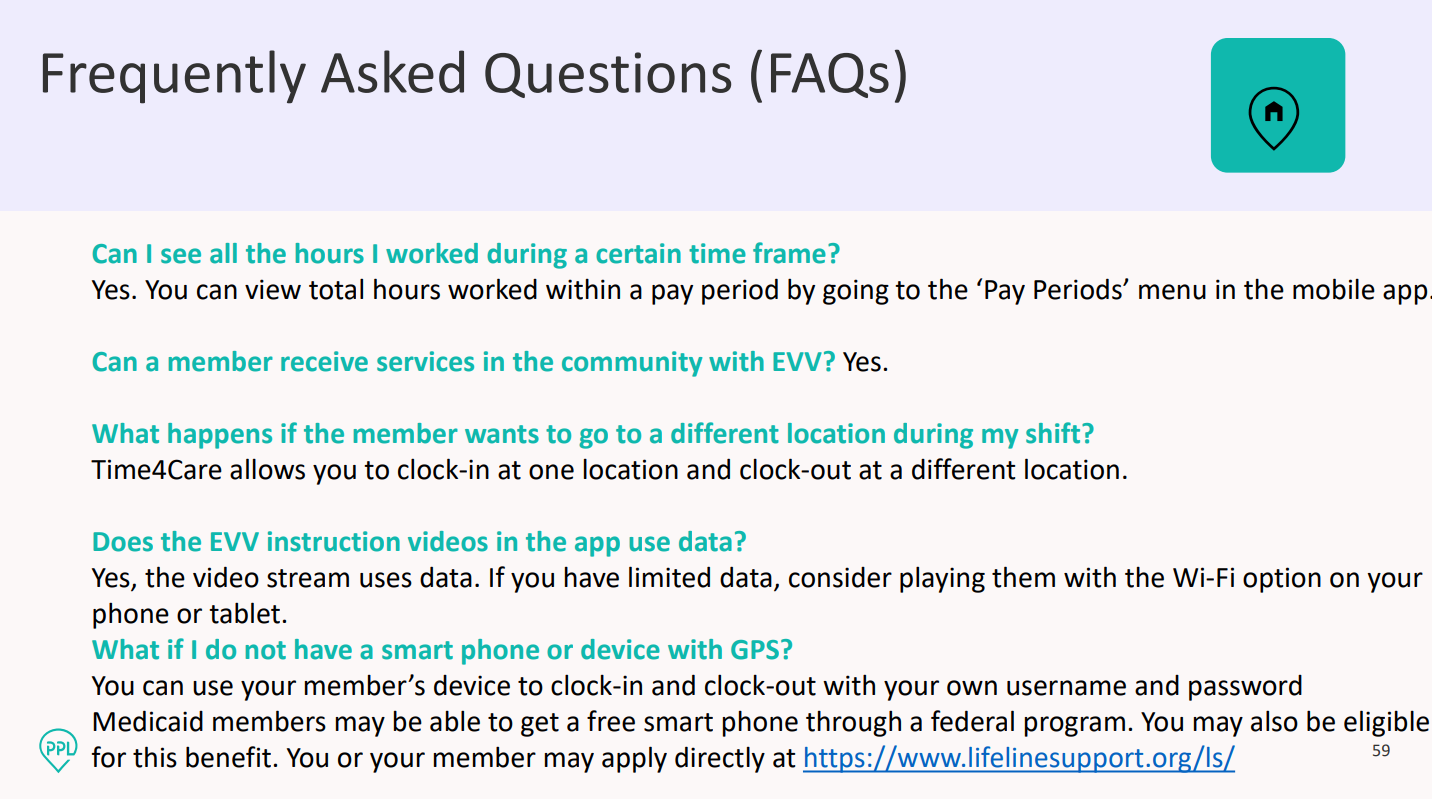 Frequently Asked Questions (FAQs)
Can I see all the hours I worked during a certain time frame?
Yes. You can view total hours worked within a pay period by going to the ‘Pay Periods’ menu in the mobile app.
Can a member receive services in the community with EVV? Yes.
What happens if the member wants to go to a different location during my shift?
Time4Care allows you to clock-in at one location and clock-out at a different location.
Does the EVV instruction videos in the app use data?
Yes, the video stream uses data. If you have limited data, consider playing them with the Wi-Fi option on your
phone or tablet.
What if I do not have a smart phone or device with GPS?
You can use your member’s device to clock-in and clock-out with your own username and password
Medicaid members may be able to get a free smart phone through a federal program. You may also be eligible
for this benefit. You or your member may apply directly at https://www.lifelinesupport.org/ls/
PPL
59